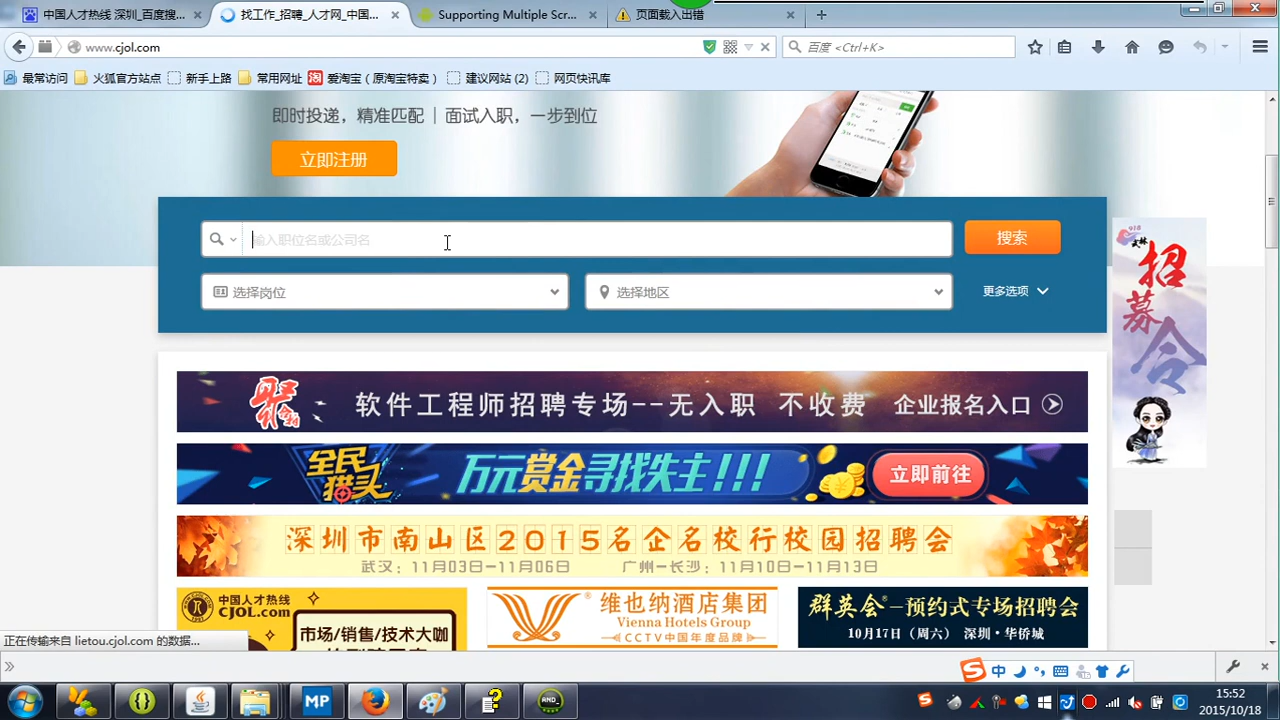 中国人才热线 深圳_百度搜...
找工作_招聘_人才网_中国...
Supporting Multiple Scr...
页面载入出错
www.cjol.com
百度 <Ctrl+K>
最常访问
火狐官方站点
新手上路
常用网址
淘
爱淘宝（原淘宝特卖）
建议网站 (2)
网页快讯库
即时投递，精准匹配 | 面试入职，一步到位
立即注册
输入职位名或公司名
搜索
选择岗位
选择地区
更多选项
招募令
软件工程师招聘专场--无入职 不收费 企业报名入口
全民猎头
万元赏金寻找失主!!!
立即前往
深圳市南山区2015名企名校行校园招聘会
武汉：11月03日-11月06日 广州-长沙：11月10日-11月13日
中国人才热线
CJOL.com
市场/销售/技术大咖
维也纳酒店集团
Vienna Hotels Group
CCTV中国年度品牌
群英会®-预约式专场招聘会
10月17日（周六） 深圳·华侨城
正在传输来自 lietou.cjol.com 的数据...
中
MP
AND_
15:52
2015/10/18